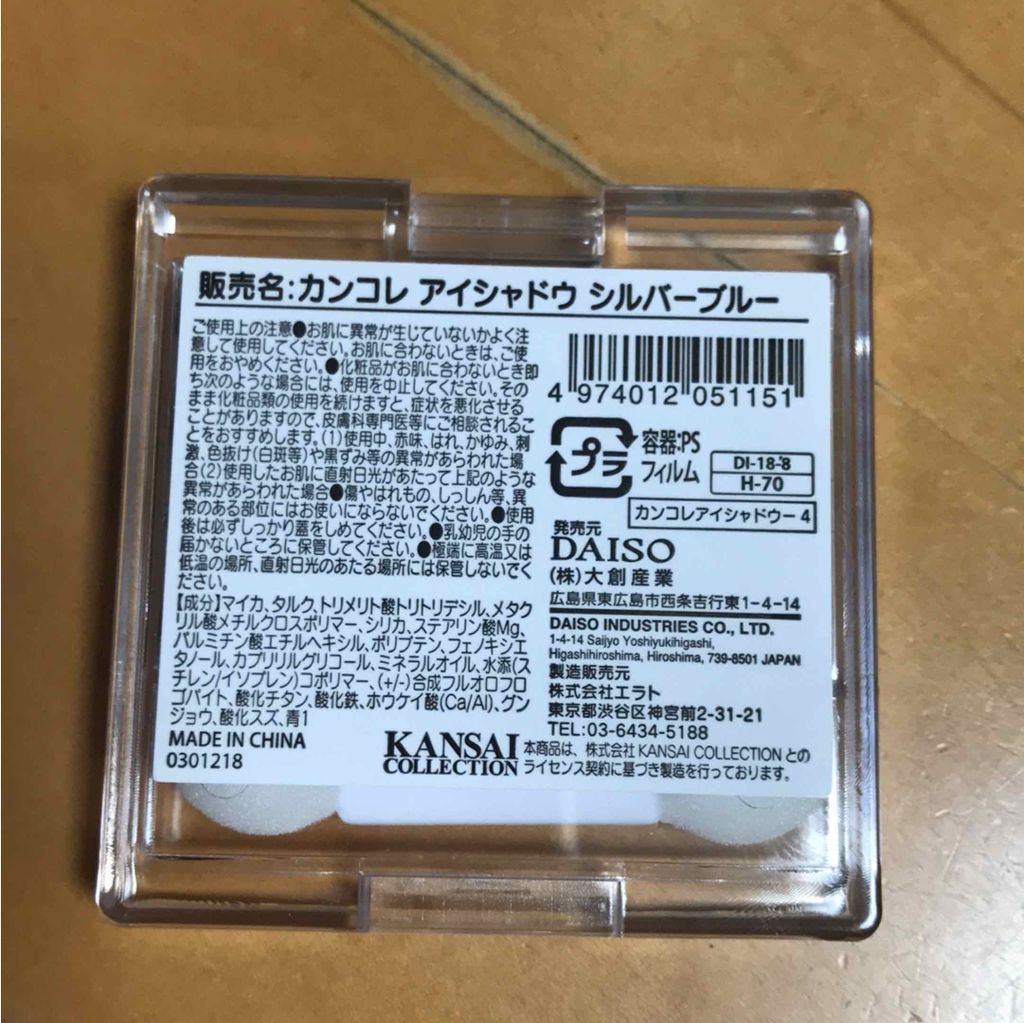 販売名:カンコレ アイシャドウ シルバーブルー
ご使用上の注意●お肌に異常が生じていないかよく注
意して使用してください。お肌に合わないときは、ご使
用をおやめください。●化粧品がお肌に合わないとき即
ち次のような場合には、使用を中止してください。その
まま化粧品類の使用を続けますと、症状を悪化させる
ことがありますので、皮膚科専門医等にご相談されるこ
とをおすすめします。(1)使用中、赤味、はれ、かゆみ、刺
激、色抜け(白斑等)や黒ずみ等の異常があらわれた場
合(2)使用したお肌に直射日光があたって上記のような
異常があらわれた場合●傷やはれもの、しっしん等、異
常のある部位にはお使いにならないでください。●使用
後は必ずしっかり蓋をしめてください。●乳幼児の手の
届かないところに保管してください。●極端に高温又は
低温の場所、直射日光のあたる場所には保管しないでく
ださい。
【成分】マイカ、タルク、トリメリト酸トリトリデシル、メタク
リル酸メチルクロスポリマー、シリカ、ステアリン酸Mg、
パルミチン酸エチルヘキシル、ポリブテン、フェノキシエ
タノール、カプリリルグリコール、ミネラルオイル、水添(ス
チレン/イソプレン)コポリマー、(+/-)合成フルオロフロ
ゴパイト、酸化チタン、酸化鉄、ホウケイ酸(Ca/Al)、グン
ジョウ、酸化スズ、青1
MADE IN CHINA
0301218
KANSAI
COLLECTION
4 974012 051151
プラ
容器:PS
フィルム
DI-18-8
H-70
カンコレアイシャドウー4
発売元
DAISO
(株)大創産業
広島県東広島市西条吉行東1-4-14
DAISO INDUSTRIES CO., LTD.
1-4-14 Saijyo Yoshiyukihigashi,
Higashihiroshima, Hiroshima, 739-8501 JAPAN
製造販売元
株式会社エラト
東京都渋谷区神宮前2-31-21
TEL:03-6434-5188
本商品は、株式会社 KANSAI COLLECTION との
ライセンス契約に基づき製造を行っております。